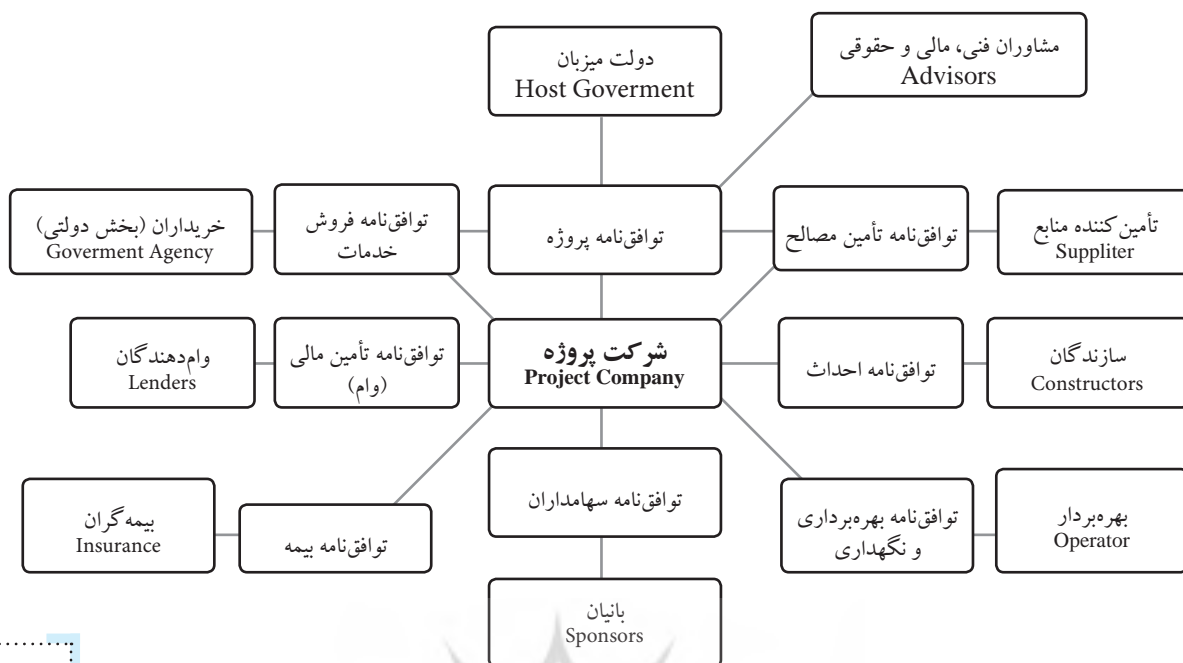 مشاوران فنی، مالی و حقوقی
Advisors
دولت میزبان
Host Goverment
تأمین‌کننده منابع
Suppliter
توافق‌نامه تأمین مصالح
توافق‌نامه پروژه
توافق‌نامه فروش
خدمات
خریداران (بخش دولتی)
Goverment Agency
سازندگان
Constructors
توافق‌نامه احداث
شرکت پروژه
Project Company
توافق‌نامه تأمین مالی
(وام)
وام‌دهندگان
Lenders
بهره‌بردار
Operator
توافق‌نامه بهره‌برداری
و نگهداری
توافق‌نامه سهامداران
توافق‌نامه بیمه
بیمه‌گران
Insurance
بانیان
Sponsors